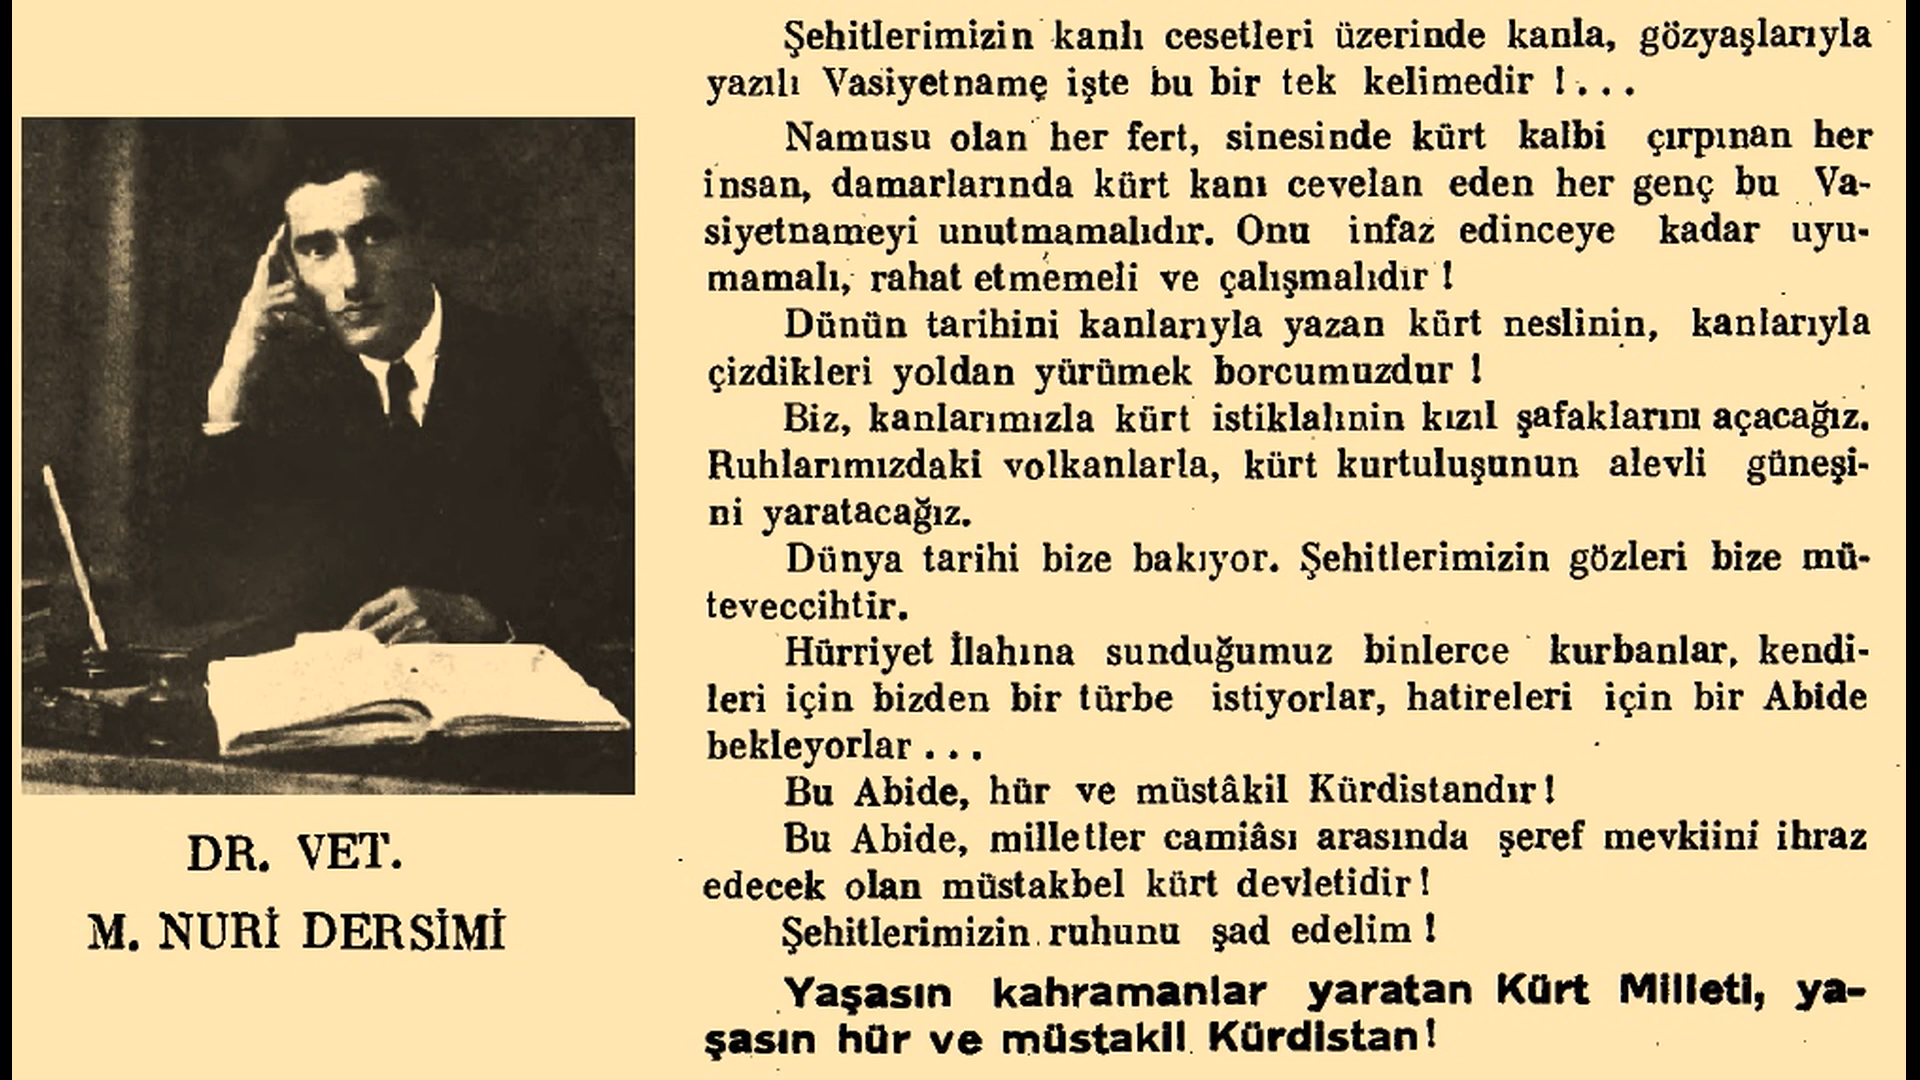 Şehitlerimizin kanlı cesetleri üzerinde kanla, gözyaşlarıyla
yazılı Vasiyetname işte bu bir tek kelimedir !...
Namusu olan her fert, sinesinde kürt kalbi çırpınan her
insan, damarlarında kürt kanı cevelan eden her genç bu Va-
siyetnameyi unutmamalıdır. Onu infaz edinceye kadar uyu-
mamalı, rahat etmemeli ve çalışmalıdır !
Dünün tarihini kanlarıyla yazan kürt neslinin, kanlarıyla
çizdikleri yoldan yürümek borcumuzdur !
Biz, kanlarımızla kürt istiklalının kızıl şafaklarını açacağız.
Ruhlarımızdaki volkanlarla, kürt kurtuluşunun alevli güneşi-
ni yaratacağız.
Dünya tarihi bize bakıyor. Şehitlerimizin gözleri bize mü-
teveccihtir.
Hürriyet İlahına sunduğumuz binlerce kurbanlar, kendi-
leri için bizden bir türbe istiyorlar, hatıreleri için bir Abide
bekleyorlar . . .
Bu Abide, hür ve müstâkil Kürdistandır !
Bu Abide, milletler camiâsı arasında şeref mevkiini ihraz
edecek olan müstakbel kürt devletidir !
Şehitlerimizin ruhunu şad edelim !
Yaşasın kahramanlar yaratan Kürt Milleti, ya-
şasın hür ve müstakil Kürdistan !
DR. VET.
M. NURİ DERSİMİ